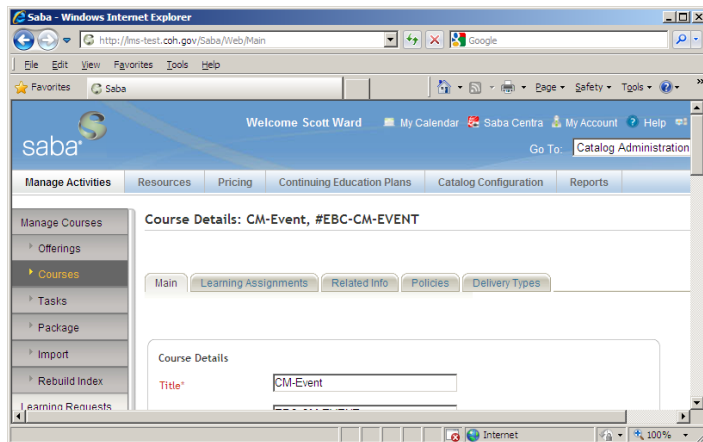 Saba - Windows Internet Explorer
http://lms-test.coh.gov/Saba/Web/Main
Google
File Edit View Favorites Tools Help
Favorites Saba Page Safety Tools »
saba
Welcome Scott Ward My Calendar Saba Centra My Account Help
Go To: Catalog Administration
Manage Activities Resources Pricing Continuing Education Plans Catalog Configuration Reports
Manage Courses
Offerings
Courses
Tasks
Package
Import
Rebuild Index
Learning Requests
Course Details: CM-Event, #EBC-CM-EVENT
Main Learning Assignments Related Info Policies Delivery Types
Course Details
Title* CM-Event
EBC-CM-EVENT
Internet 100%